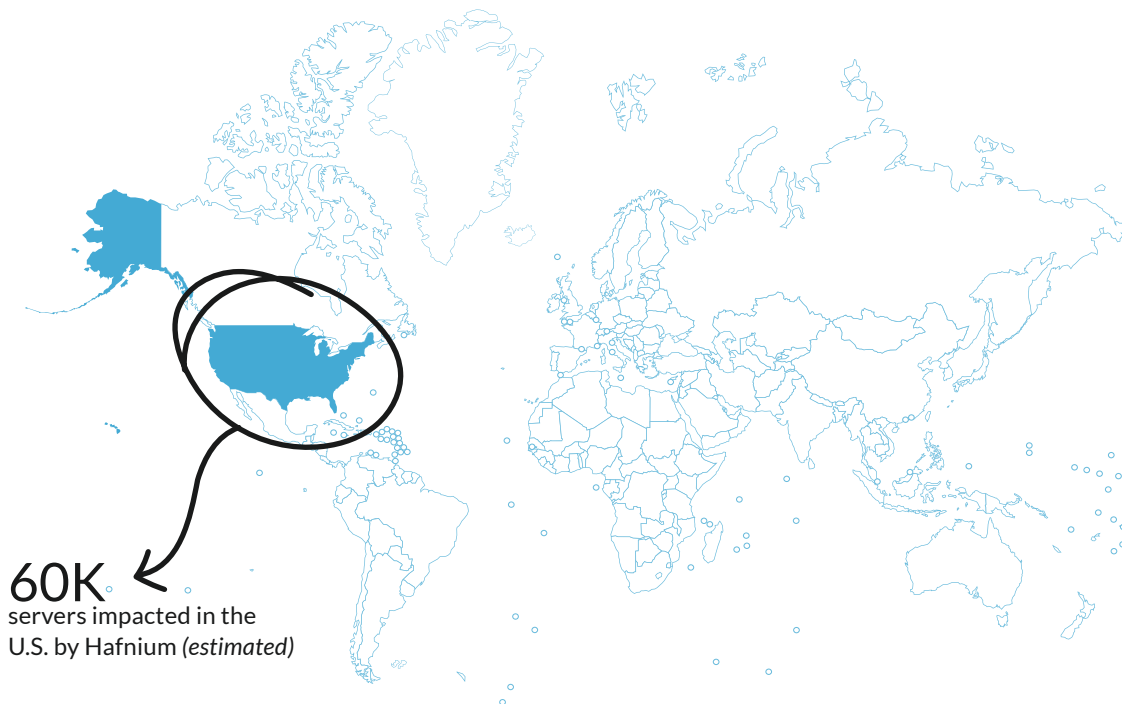 60K
servers impacted in the
U.S. by Hafnium (estimated)